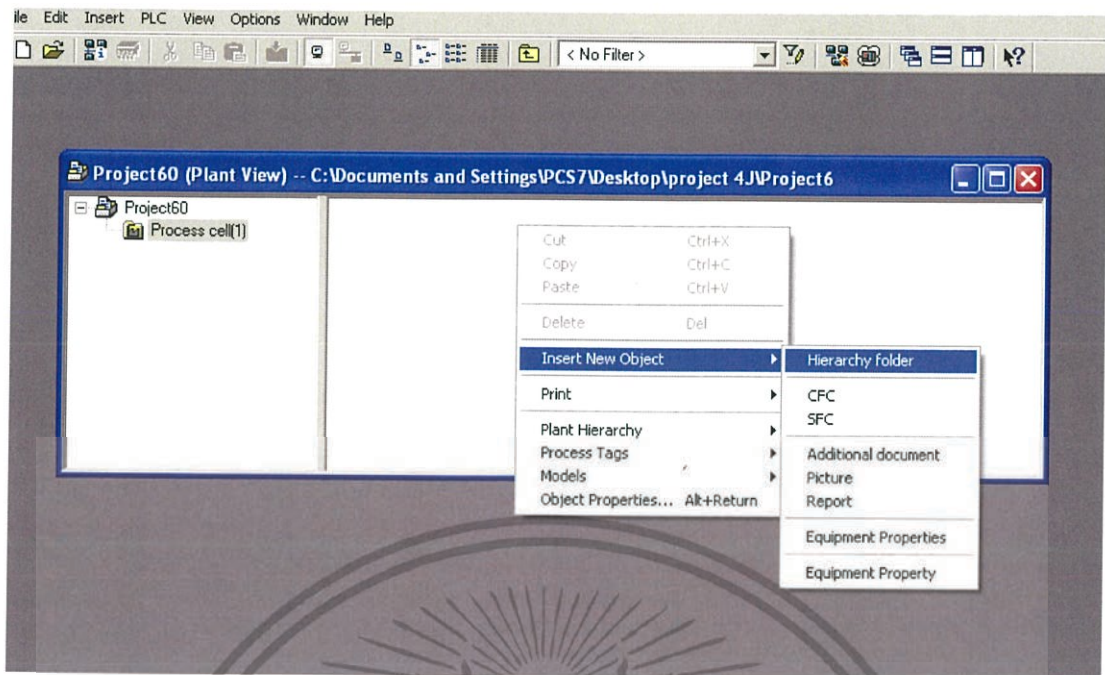 ile Edit Insert PLC View Options Window Help
< No Filter >
Project60 (Plant View) -- C:\Documents and Settings\PCS7\Desktop\project 4J\Project6
Project60
Process cell(1)
Cut Ctrl+X
Copy Ctrl+C
Paste Ctrl+V
Delete Del
Insert New Object
Print
Plant Hierarchy
Process Tags
Models
Object Properties... Alt+Return
Hierarchy folder
CFC
SFC
Additional document
Picture
Report
Equipment Properties
Equipment Property